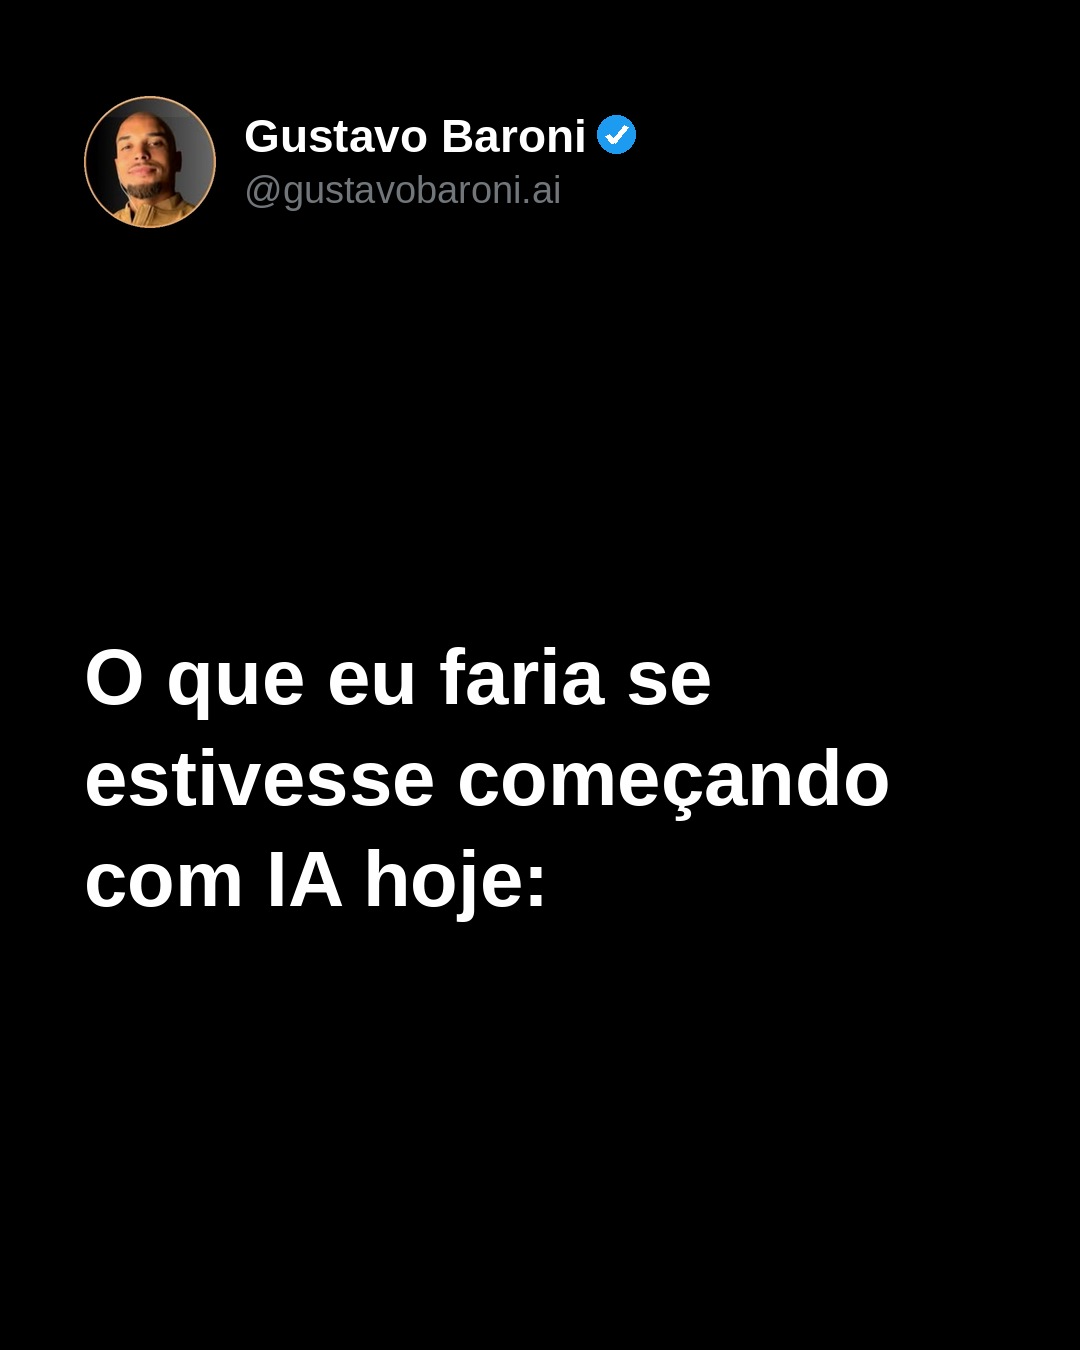 Gustavo Baroni
@gustavobaroni.ai
O que eu faria se
estivesse começando
com IA hoje: